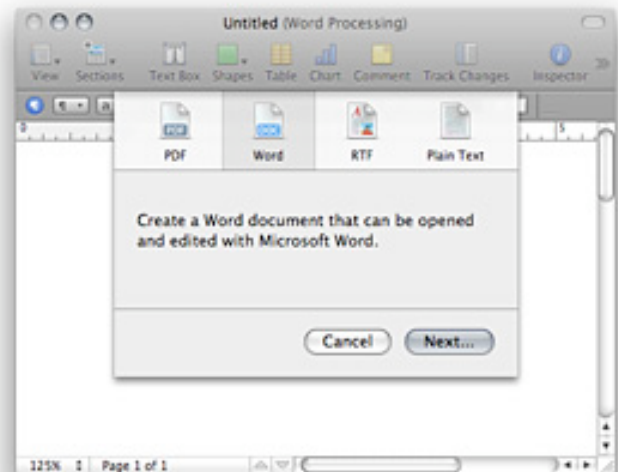 Untitled (Word Processing)
View Sections Text Box Shapes Table Chart Comment Track Changes Inspector
¶ a
0 5
PDF Word RTF Plain Text
Create a Word document that can be opened
and edited with Microsoft Word.
Cancel Next...
125% Page 1 of 1